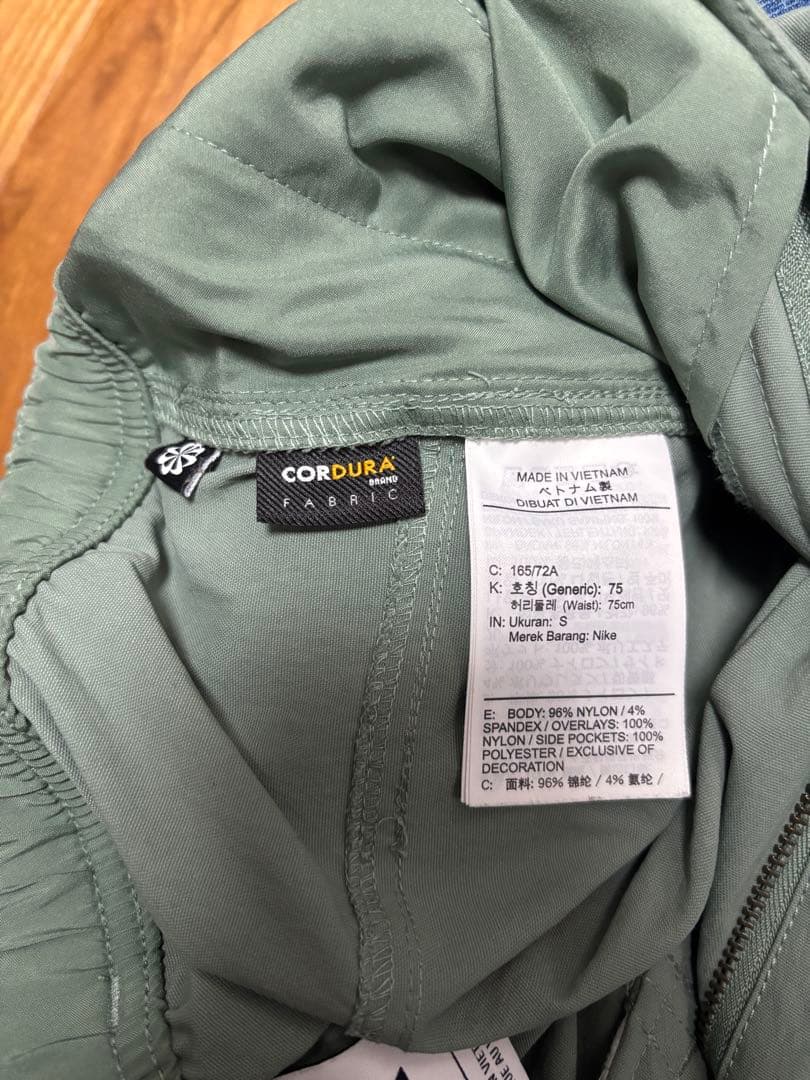 CORDURA
BRAND
FABRIC
MADE IN VIETNAM
ベトナム製
DIBUAT DI VIETNAM
C: 165/72A
K: 호칭 (Generic): 75
허리둘레 (Waist): 75cm
IN: Ukuran: S
Merek Barang: Nike
E: BODY: 96% NYLON / 4%
SPANDEX / OVERLAYS: 100%
NYLON / SIDE POCKETS: 100%
POLYESTER / EXCLUSIVE OF
DECORATION
C: 面料: 96% 锦纶 / 4% 氨纶 /